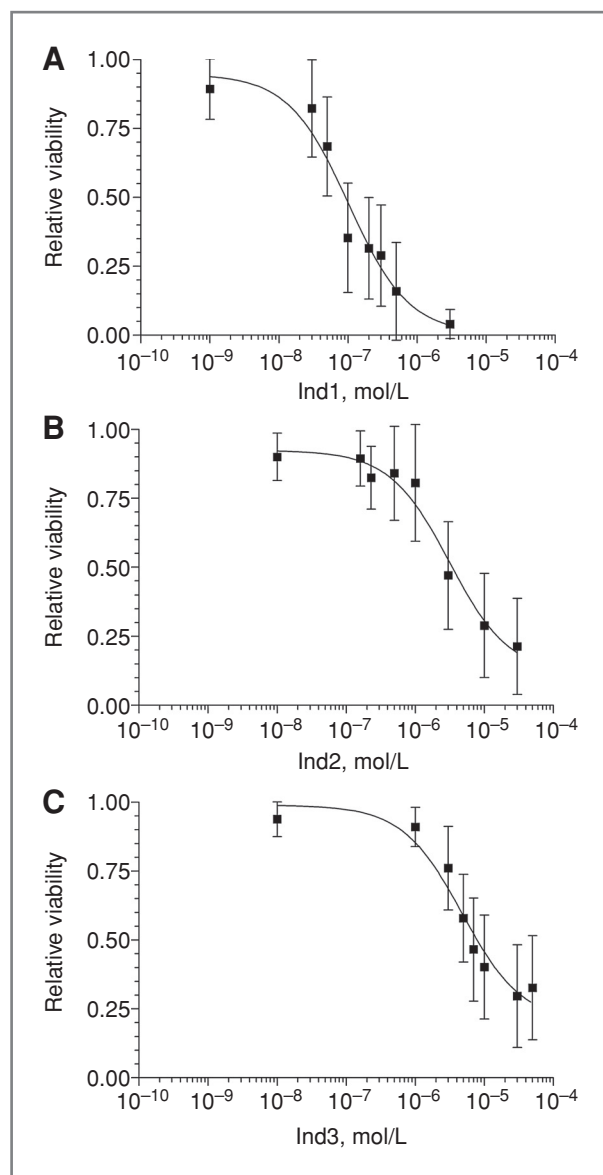 A
Relative viability
1.00
0.75
0.50
0.25
0.00
10⁻¹⁰ 10⁻⁹ 10⁻⁸ 10⁻⁷ 10⁻⁶ 10⁻⁵ 10⁻⁴
Ind1, mol/L
B
Relative viability
1.00
0.75
0.50
0.25
0.00
10⁻¹⁰ 10⁻⁹ 10⁻⁸ 10⁻⁷ 10⁻⁶ 10⁻⁵ 10⁻⁴
Ind2, mol/L
C
Relative viability
1.00
0.75
0.50
0.25
0.00
10⁻¹⁰ 10⁻⁹ 10⁻⁸ 10⁻⁷ 10⁻⁶ 10⁻⁵ 10⁻⁴
Ind3, mol/L